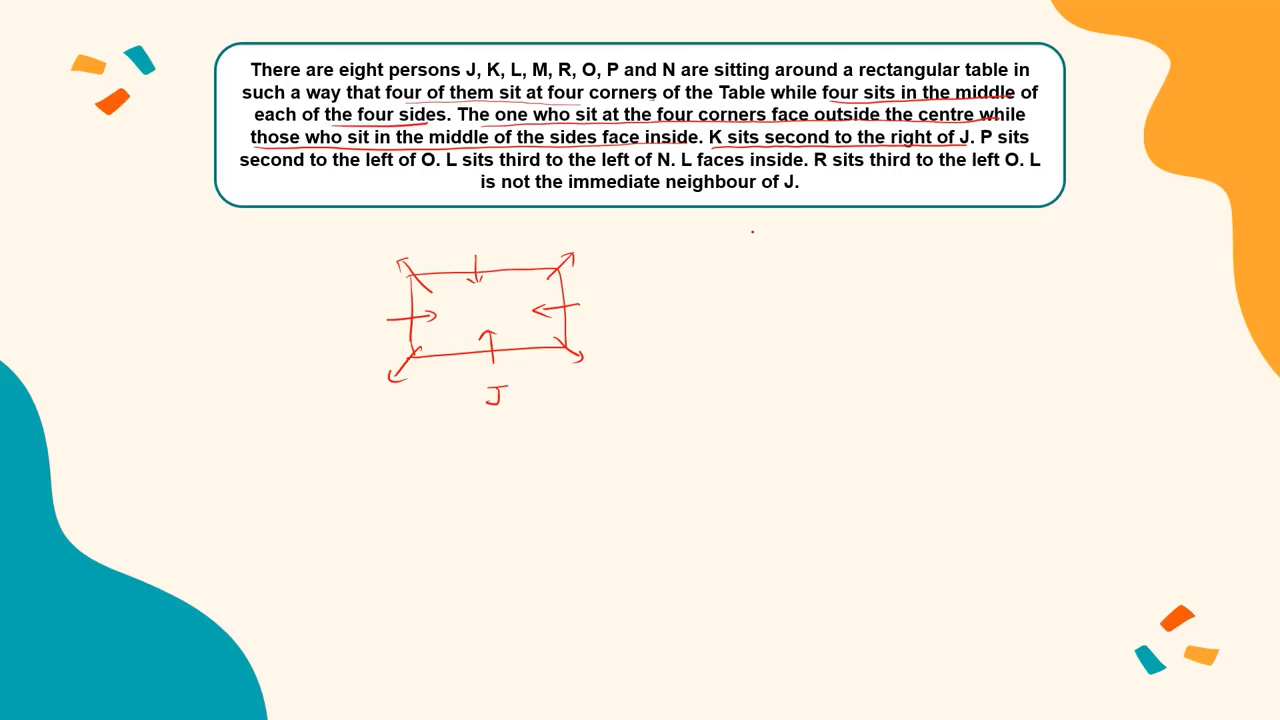 There are eight persons J, K, L, M, R, O, P and N are sitting around a rectangular table in
such a way that four of them sit at four corners of the Table while four sits in the middle of
each of the four sides. The one who sit at the four corners face outside the centre while
those who sit in the middle of the sides face inside. K sits second to the right of J. P sits
second to the left of O. L sits third to the left of N. L faces inside. R sits third to the left O. L
is not the immediate neighbour of J.
J